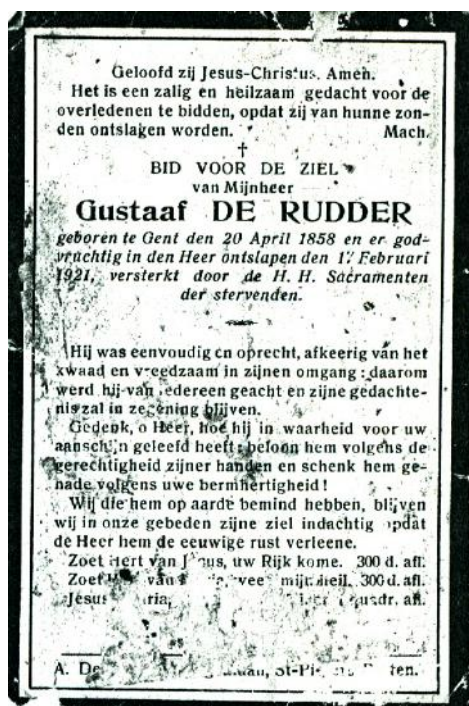 Geloofd zij Jesus-Christus. Amen.
Het is een zalig en heilzaam gedacht voor de
overledenen te bidden, opdat zij van hunne zon-
den ontslagen worden. Mach.
†
BID VOOR DE ZIEL
van Mijnheer
Gustaaf DE RUDDER
geboren te Gent den 20 April 1858 en er god-
vruchtig in den Heer ontslapen den Februari
1921, versterkt door de H. H. Sacramenten
der stervenden.
Hij was eenvoudig en oprecht, afkeerig van het
kwaad en vreedzaam in zijnen omgang : daarom
werd hij van iedereen geacht en zijne gedachte-
nis zal in zegening blijven.
Gedenk, o Heer, hoe hij in waarheid voor uw
aanschijn geleefd heeft : beloon hem volgens de
gerechtigheid zijner handen en schenk hem ge-
nade volgens uwe bermhertigheid !
Wij die hem op aarde bemind hebben, blijven
wij in onze gebeden zijne ziel indachtig opdat
de Heer hem de eeuwige rust verleene.
Zoet Hert van Jesus, uw Rijk kome. 300 d. afl.
Zoet van mijn heil. 300 d. afl.
Jesus afl.
A. De